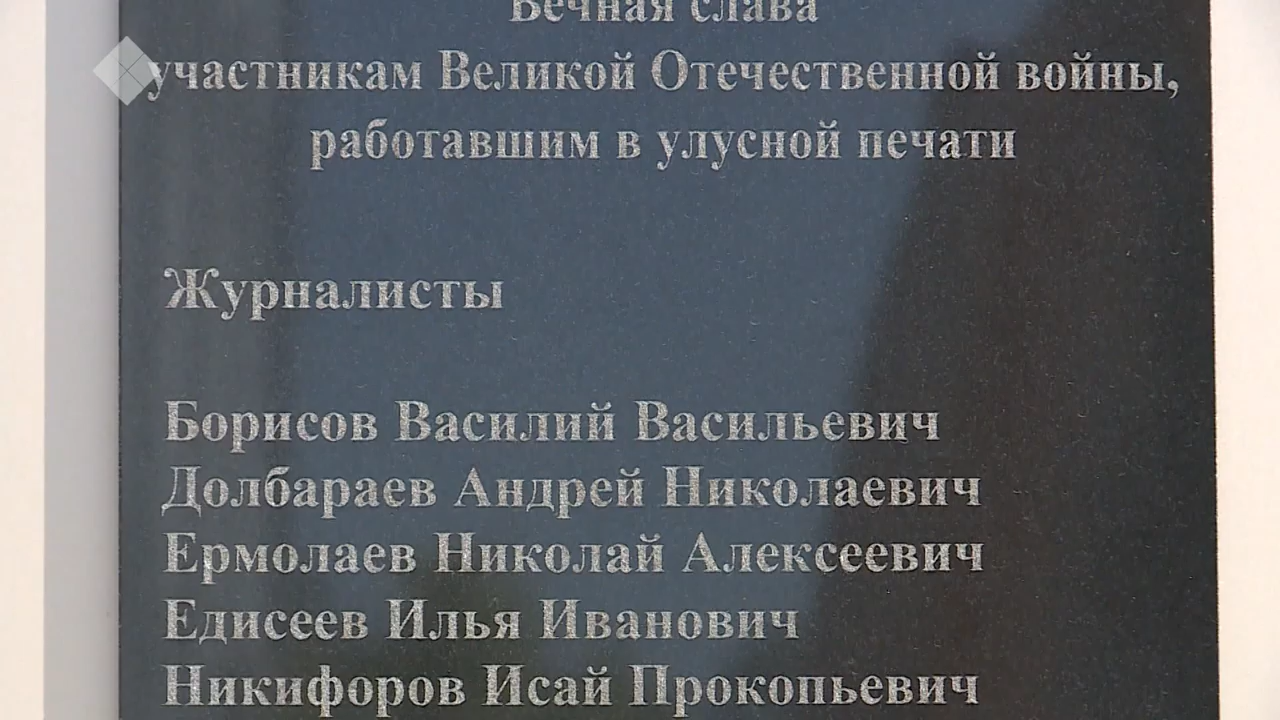 Вечная слава
участникам Великой Отечественной войны,
работавшим в улусной печати
Журналисты
Борисов Василий Васильевич
Долбараев Андрей Николаевич
Ермолаев Николай Алексеевич
Едисеев Илья Иванович
Никифоров Исай Прокопьевич